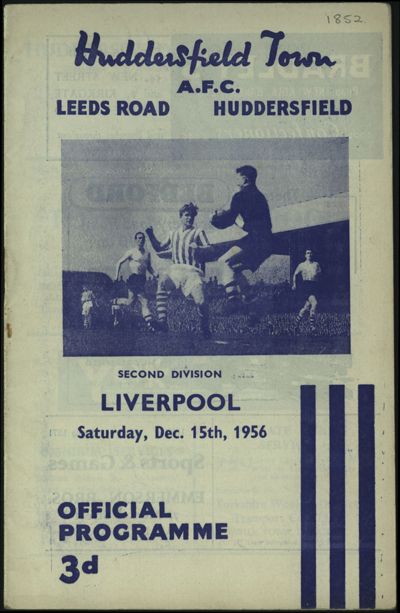 1852
Huddersfield Town
A.F.C.
LEEDS ROAD HUDDERSFIELD
SECOND DIVISION
LIVERPOOL
Saturday, Dec. 15th, 1956
OFFICIAL
PROGRAMME
3d